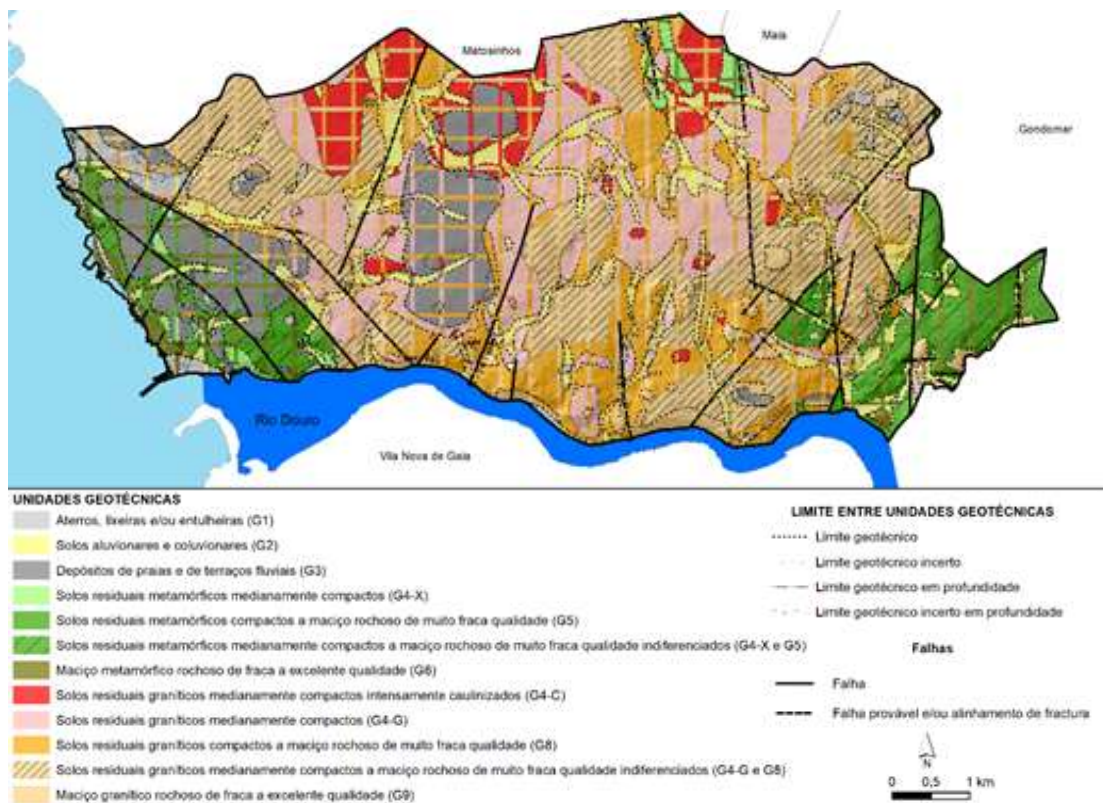 Matosinhos
Maia
Gondomar
Rio Douro
Vila Nova de Gaia
UNIDADES GEOTÉCNICAS
Aterros, lixeiras e/ou entulheiras (G1)
Solos aluvionares e coluvionares (G2)
Depósitos de praias e de terraços fluviais (G3)
Solos residuais metamórficos medianamente compactos (G4-X)
Solos residuais metamórficos compactos a maciço rochoso de muito fraca qualidade (G5)
Solos residuais metamórficos medianamente compactos a maciço rochoso de muito fraca qualidade indiferenciados (G4-X e G5)
Maciço metamórfico rochoso de fraca a excelente qualidade (G6)
Solos residuais graníticos medianamente compactos intensamente caulinizados (G4-C)
Solos residuais graníticos medianamente compactos (G4-G)
Solos residuais graníticos compactos a maciço rochoso de muito fraca qualidade (G8)
Solos residuais graníticos medianamente compactos a maciço rochoso de muito fraca qualidade indiferenciados (G4-G e G8)
Maciço granítico rochoso de fraca a excelente qualidade (G9)
LIMITE ENTRE UNIDADES GEOTÉCNICAS
Limite geotécnico
Limite geotécnico incerto
Limite geotécnico em profundidade
Limite geotécnico incerto em profundidade
Falhas
Falha
Falha provável e/ou alinhamento de fractura
N
0 0,5 1 km